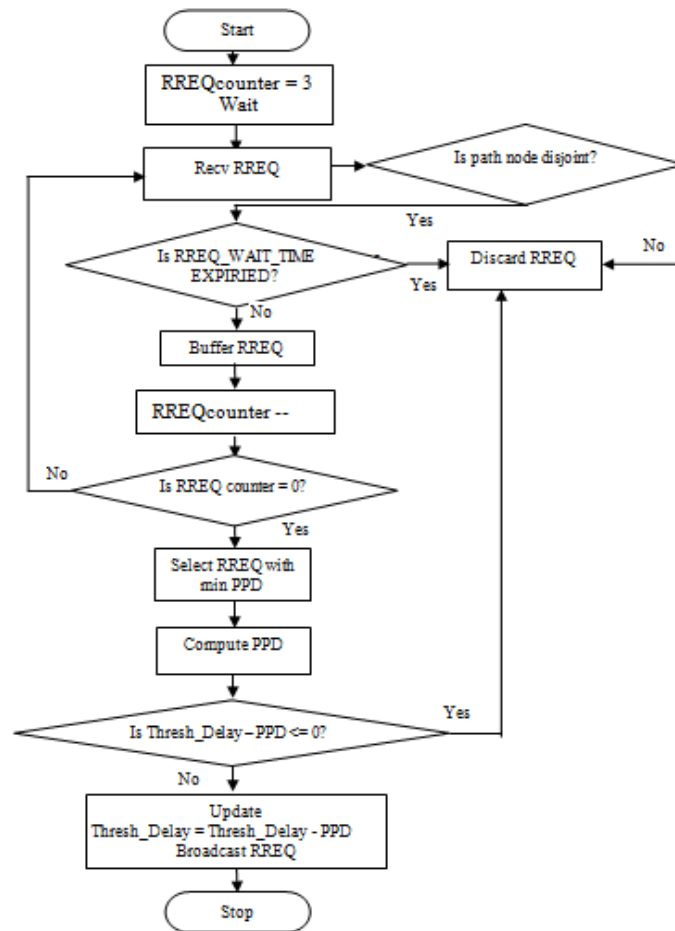 Start
RREQcounter = 3
Wait
Recv RREQ
Is path node disjoint?
Yes
Is RREQ_WAIT_TIME
EXPIRIED?
Yes
Discard RREQ
No
No
Buffer RREQ
RREQcounter --
No
Is RREQ counter = 0?
Yes
Select RREQ with
min PPD
Compute PPD
Is Thresh_Delay – PPD <= 0?
Yes
No
Update
Thresh_Delay = Thresh_Delay - PPD
Broadcast RREQ
Stop